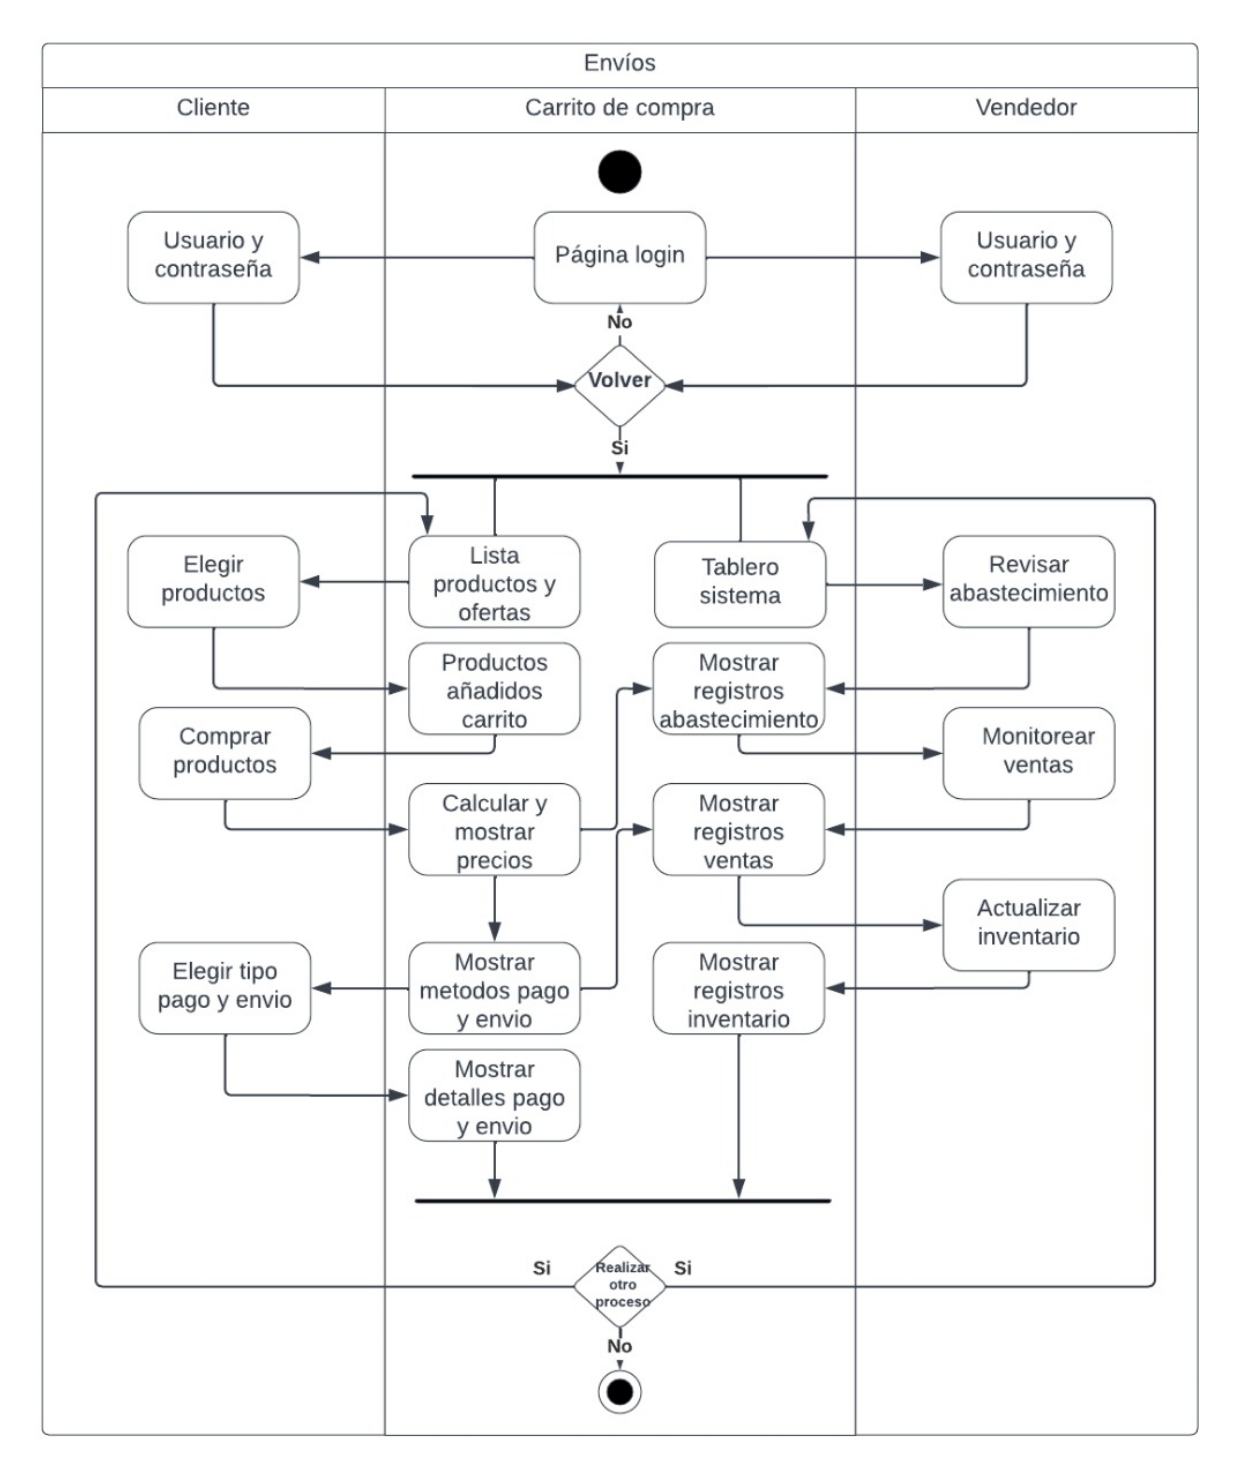 Envíos
Cliente
Carrito de compra
Vendedor
Usuario y
contraseña
Página login
Usuario y
contraseña
No
Volver
Si
Elegir
productos
Lista
productos y
ofertas
Tablero
sistema
Revisar
abastecimiento
Productos
añadidos
carrito
Mostrar
registros
abastecimiento
Comprar
productos
Monitorear
ventas
Calcular y
mostrar
precios
Mostrar
registros
ventas
Actualizar
inventario
Elegir tipo
pago y envio
Mostrar
metodos pago
y envio
Mostrar
registros
inventario
Mostrar
detalles pago
y envio
Si
Realizar
otro
proceso
Si
No